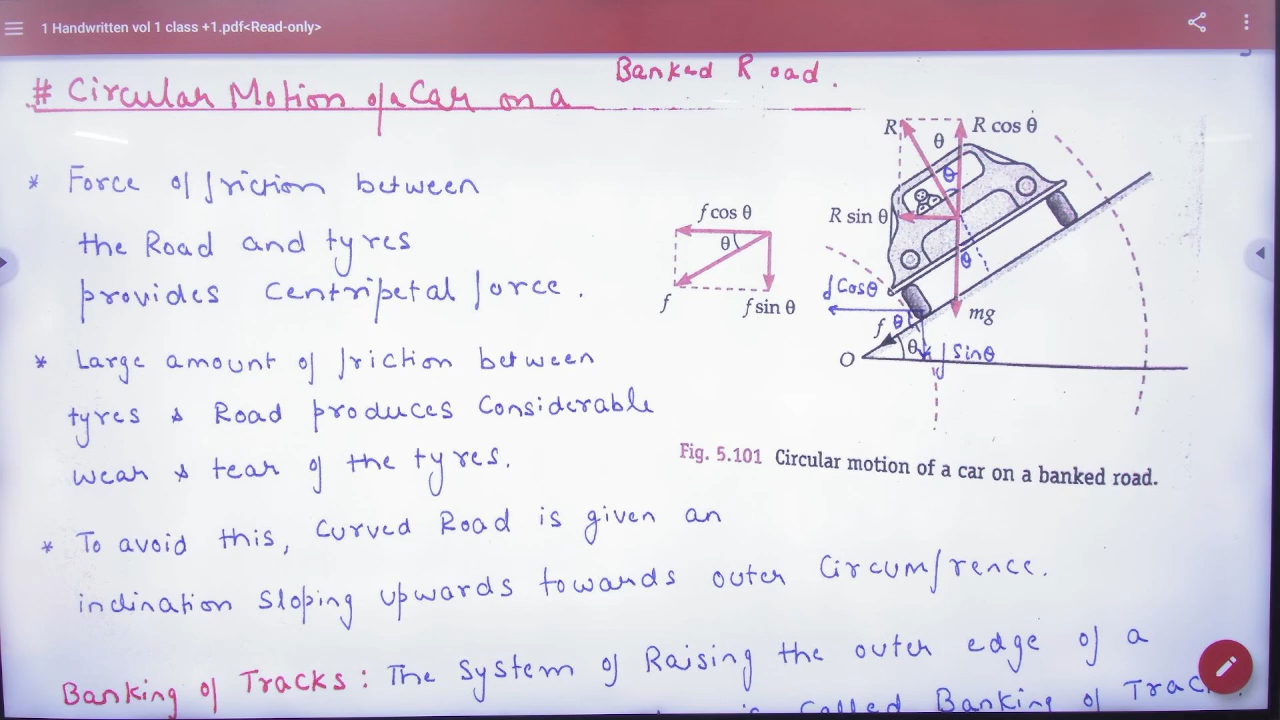 1 Handwritten vol 1 class +1.pdf<Read-only>
# Circular Motion of a Car on a Banked Road.
* Force of friction between
the Road and tyres
provides Centripetal force.
* Large amount of friction between
tyres & Road produces Considerable
wear & tear of the tyres.
* To avoid this, Curved Road is given an
inclination sloping upwards towards outer Circumfrence.
Banking of Tracks : The System of Raising the outer edge of a
is Called Banking of Trac
f cos θ
θ
f
f sin θ
R
R cos θ
θ
θ
R sin θ
θ
f Cosθ
mg
f
θ
θ
f Sinθ
O
Fig. 5.101 Circular motion of a car on a banked road.